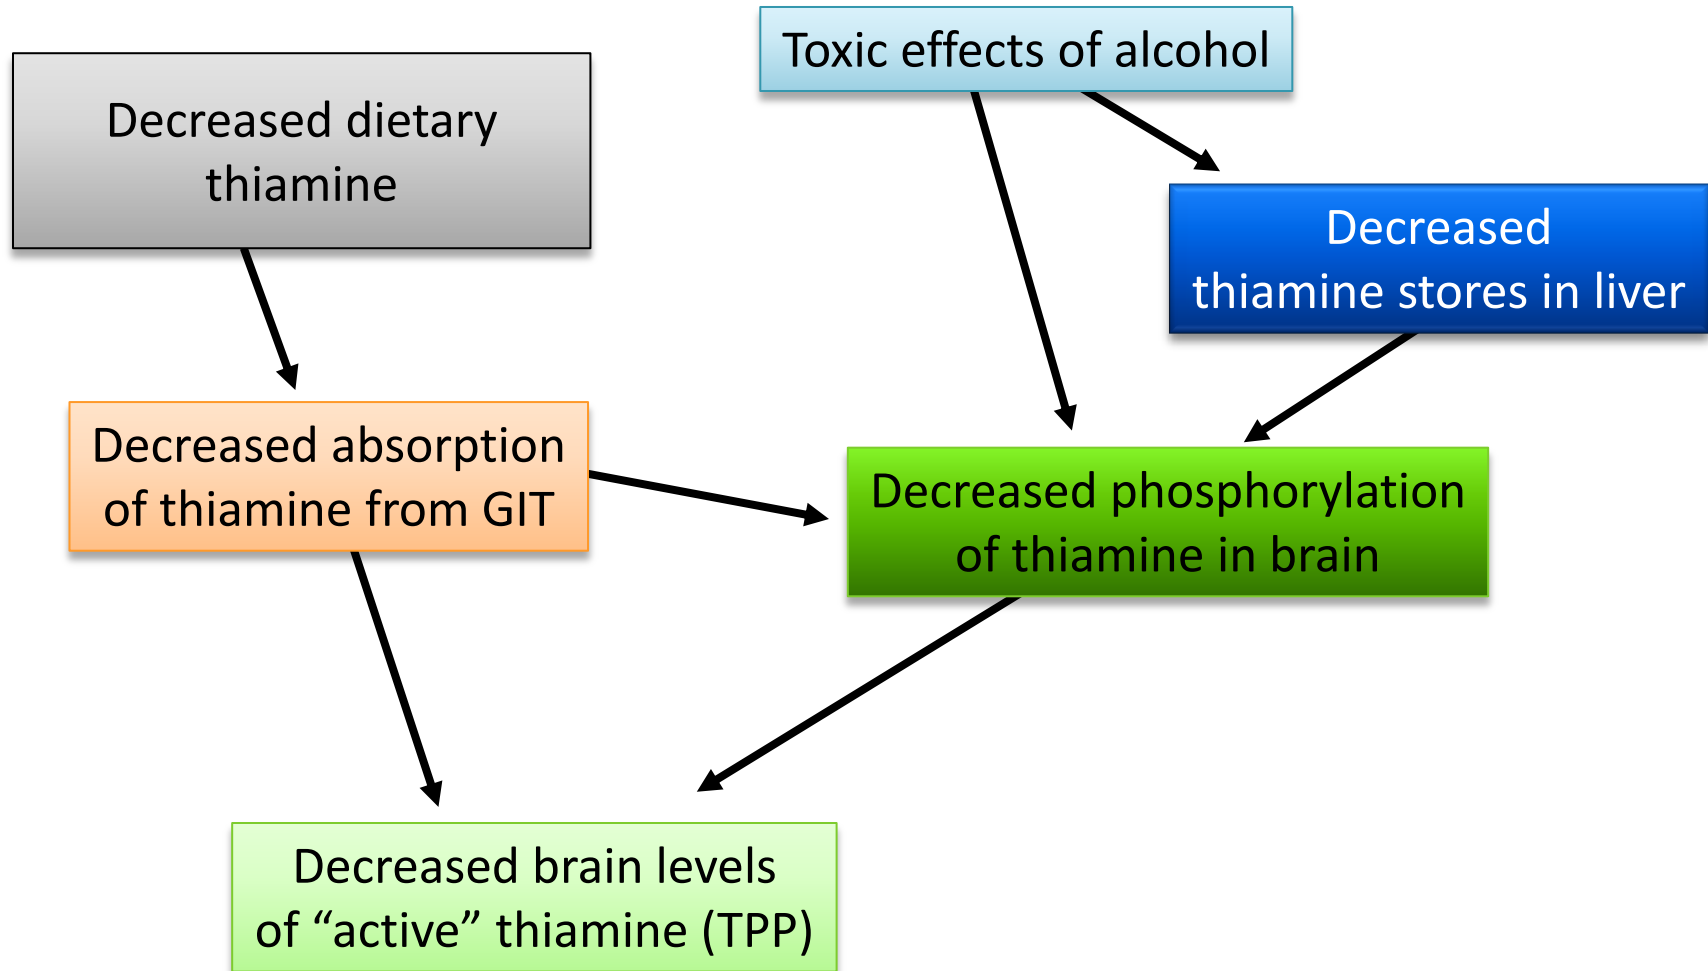 Toxic effects of alcohol
Decreased dietary
thiamine
Decreased
thiamine stores in liver
Decreased absorption
of thiamine from GIT
Decreased phosphorylation
of thiamine in brain
Decreased brain levels
of “active” thiamine (TPP)